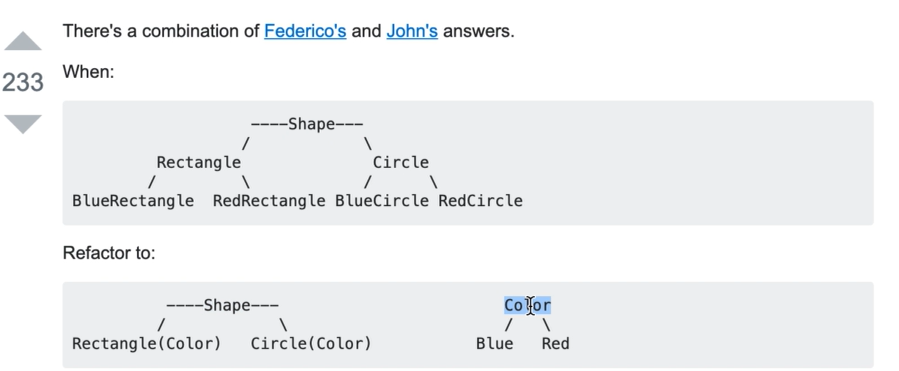 There's a combination of Federico's and John's answers.
233
When:
----Shape---
/ \
Rectangle Circle
/ \ / \
BlueRectangle RedRectangle BlueCircle RedCircle
Refactor to:
----Shape--- Color
/ \ / \
Rectangle(Color) Circle(Color) Blue Red